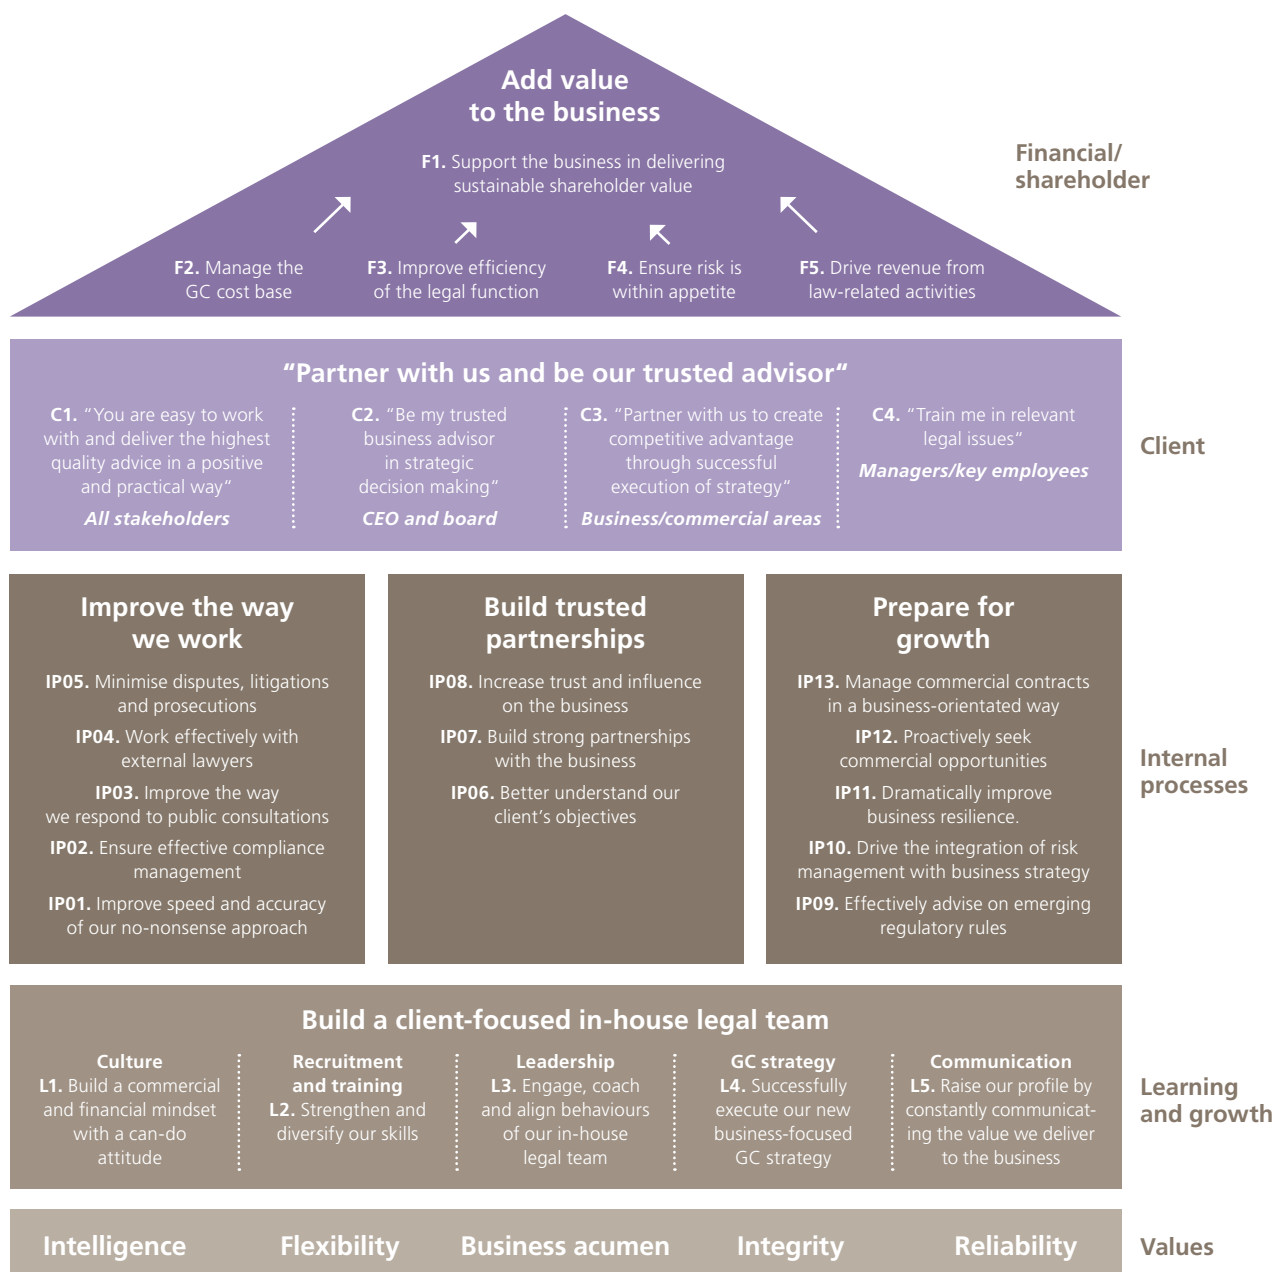 Add value
to the business
F1. Support the business in delivering
sustainable shareholder value
F2. Manage the
GC cost base
F3. Improve efficiency
of the legal function
F4. Ensure risk is
within appetite
F5. Drive revenue from
law-related activities
Financial/
shareholder
“Partner with us and be our trusted advisor“
C1. “You are easy to work
with and deliver the highest
quality advice in a positive
and practical way“
All stakeholders
C2. “Be my trusted
business advisor
in strategic
decision making“
CEO and board
C3. “Partner with us to create
competitive advantage
through successful
execution of strategy“
Business/commercial areas
C4. “Train me in relevant
legal issues“
Managers/key employees
Client
Improve the way
we work
IP05. Minimise disputes, litigations
and prosecutions
IP04. Work effectively with
external lawyers
IP03. Improve the way
we respond to public consultations
IP02. Ensure effective compliance
management
IP01. Improve speed and accuracy
of our no-nonsense approach
Build trusted
partnerships
IP08. Increase trust and influence
on the business
IP07. Build strong partnerships
with the business
IP06. Better understand our
client’s objectives
Prepare for
growth
IP13. Manage commercial contracts
in a business-orientated way
IP12. Proactively seek
commercial opportunities
IP11. Dramatically improve
business resilience.
IP10. Drive the integration of risk
management with business strategy
IP09. Effectively advise on emerging
regulatory rules
Internal
processes
Build a client-focused in-house legal team
Culture
L1. Build a commercial
and financial mindset
with a can-do
attitude
Recruitment
and training
L2. Strengthen and
diversify our skills
Leadership
L3. Engage, coach
and align behaviours
of our in-house
legal team
GC strategy
L4. Successfully
execute our new
business-focused
GC strategy
Communication
L5. Raise our profile by
constantly communicat-
ing the value we deliver
to the business
Learning
and growth
Intelligence
Flexibility
Business acumen
Integrity
Reliability
Values